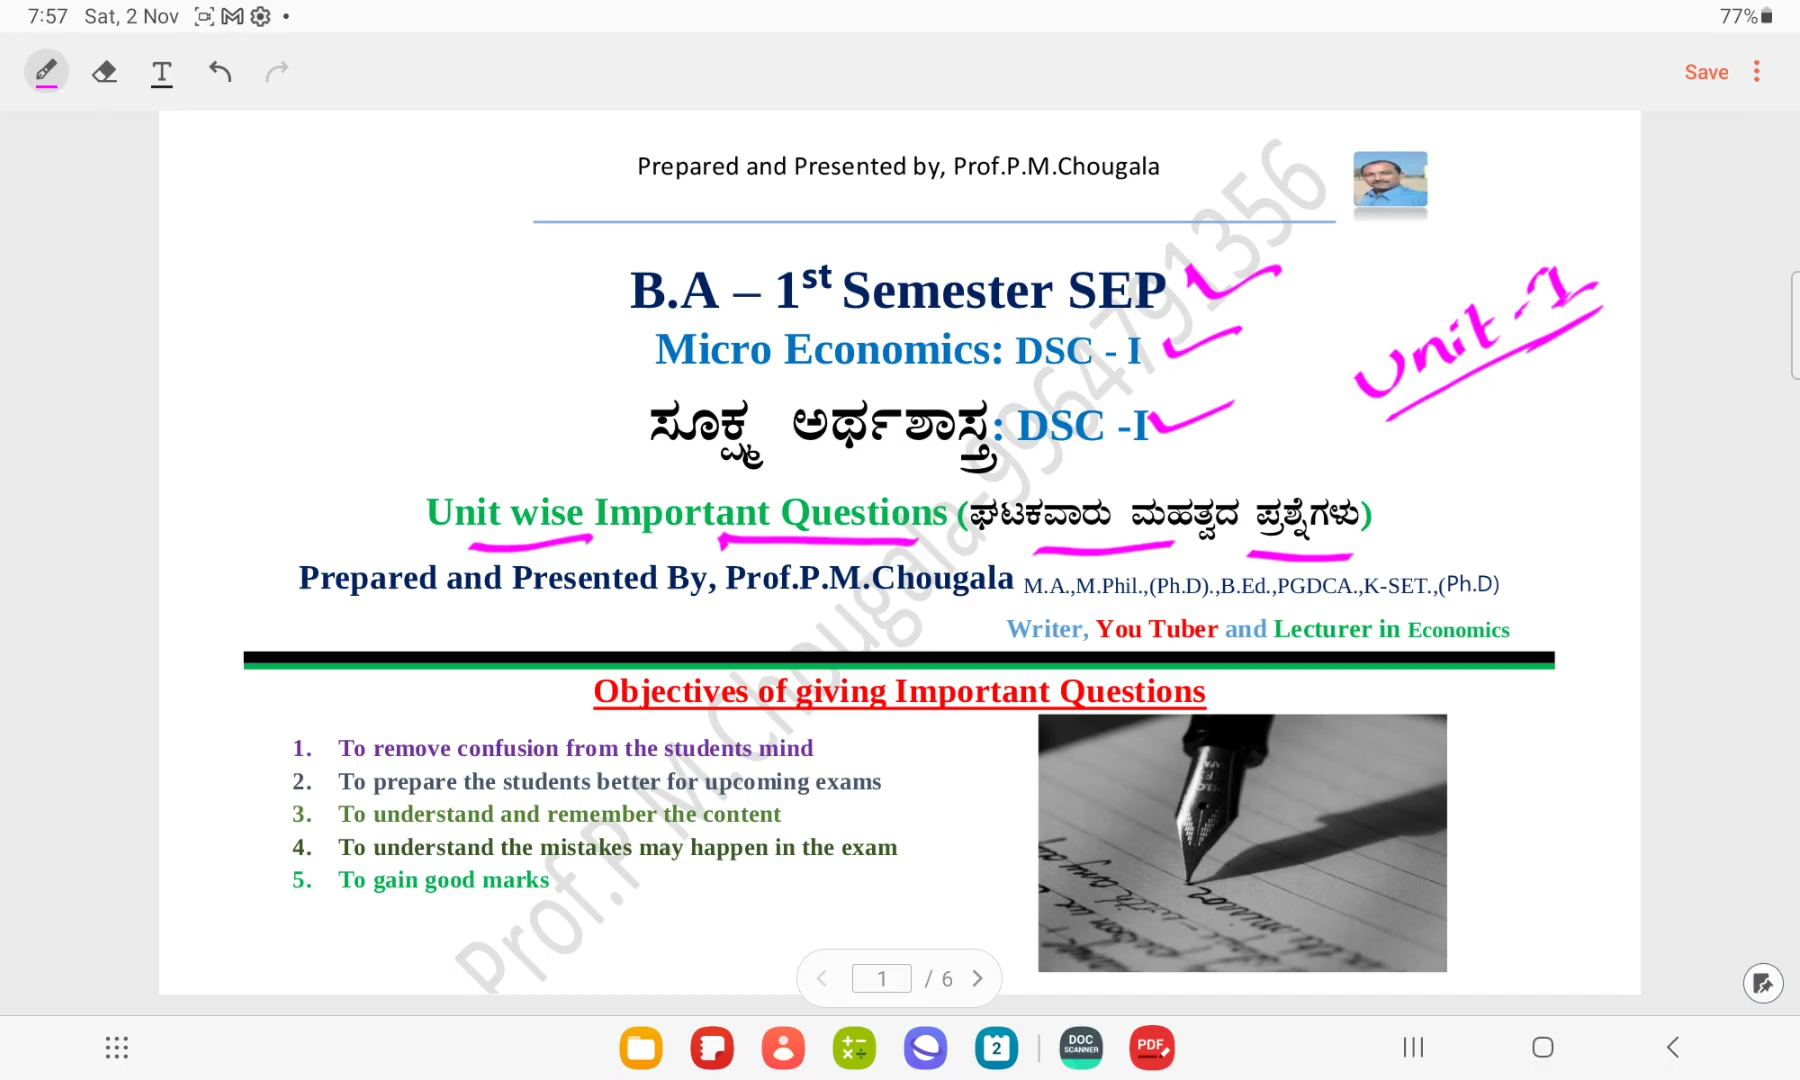 7:57 Sat, 2 Nov
77%
Save
Prepared and Presented by, Prof.P.M.Chougala
B.A – 1st Semester SEP
Micro Economics: DSC - I
Unit-1
ಸೂಕ್ಷ್ಮ ಅರ್ಥಶಾಸ್ತ್ರ: DSC -I
Unit wise Important Questions (ಘಟಕವಾರು ಮಹತ್ವದ ಪ್ರಶ್ನೆಗಳು)
Prepared and Presented By, Prof.P.M.Chougala M.A.,M.Phil.,(Ph.D).,B.Ed.,PGDCA.,K-SET.,(Ph.D)
Writer, You Tuber and Lecturer in Economics
Objectives of giving Important Questions
1. To remove confusion from the students mind
2. To prepare the students better for upcoming exams
3. To understand and remember the content
4. To understand the mistakes may happen in the exam
5. To gain good marks
Prof.P.M.Chougala-9964791356
1 / 6
2
DOC
SCANNER
PDF